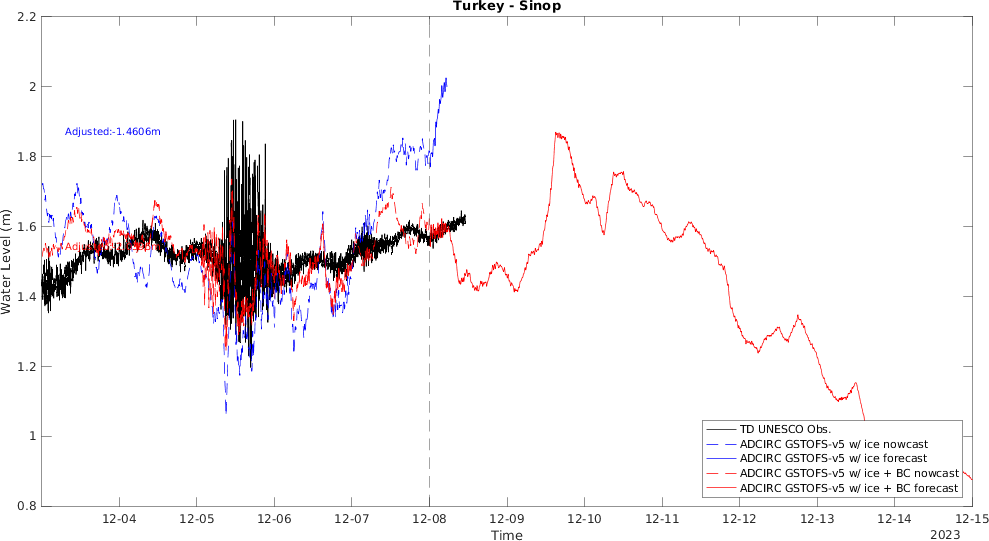 Turkey - Sinop
2.2
2
1.8
1.6
1.4
1.2
1
0.8
Water Level (m)
Adjusted:-1.4606m
TD UNESCO Obs.
ADCIRC GSTOFS-v5 w/ ice nowcast
ADCIRC GSTOFS-v5 w/ ice forecast
ADCIRC GSTOFS-v5 w/ ice + BC nowcast
ADCIRC GSTOFS-v5 w/ ice + BC forecast
12-04 12-05 12-06 12-07 12-08 12-09 12-10 12-11 12-12 12-13 12-14 12-15
Time
2023